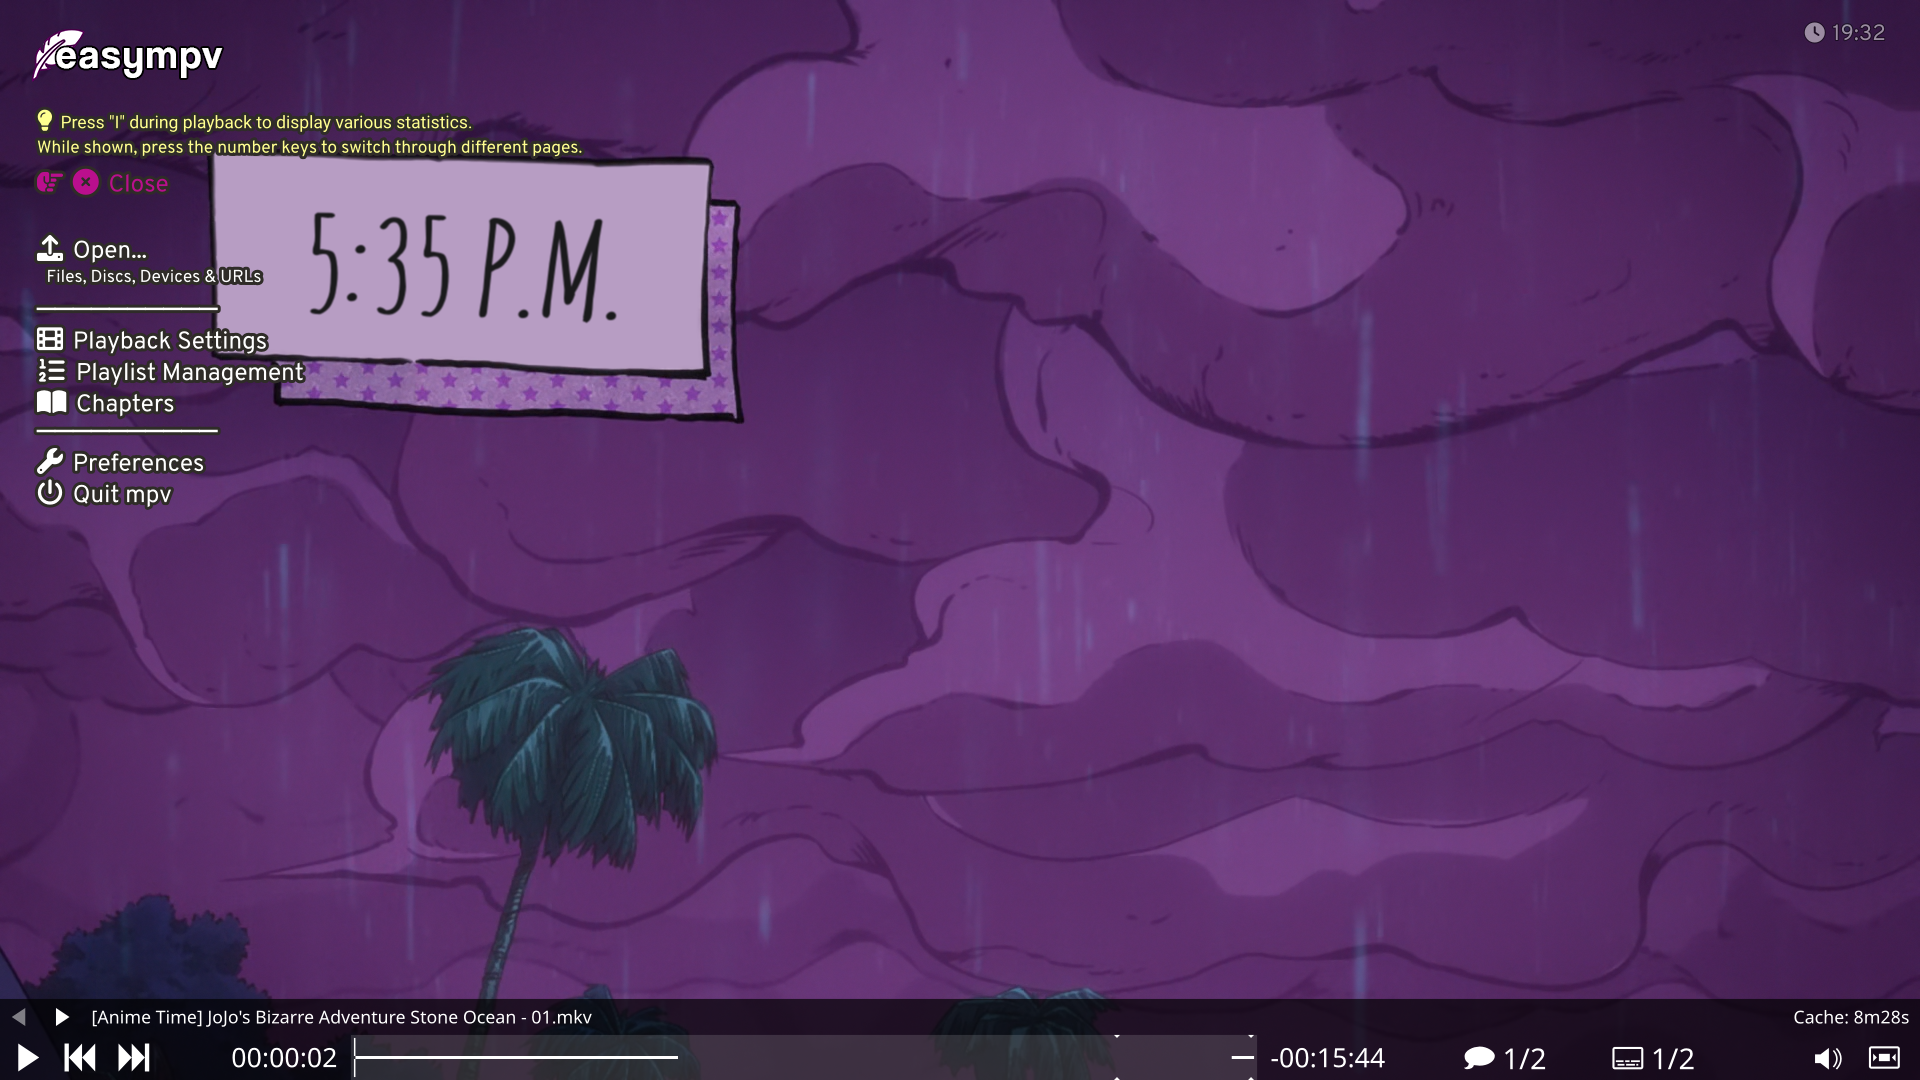 easympv
19:32
Press "I" during playback to display various statistics.
While shown, press the number keys to switch through different pages.
Close
5:35 P.M.
Open...
Files, Discs, Devices & URLs
Playback Settings
Playlist Management
Chapters
Preferences
Quit mpv
[Anime Time] JoJo's Bizarre Adventure Stone Ocean - 01.mkv
Cache: 8m28s
00:00:02
-00:15:44
1/2
1/2